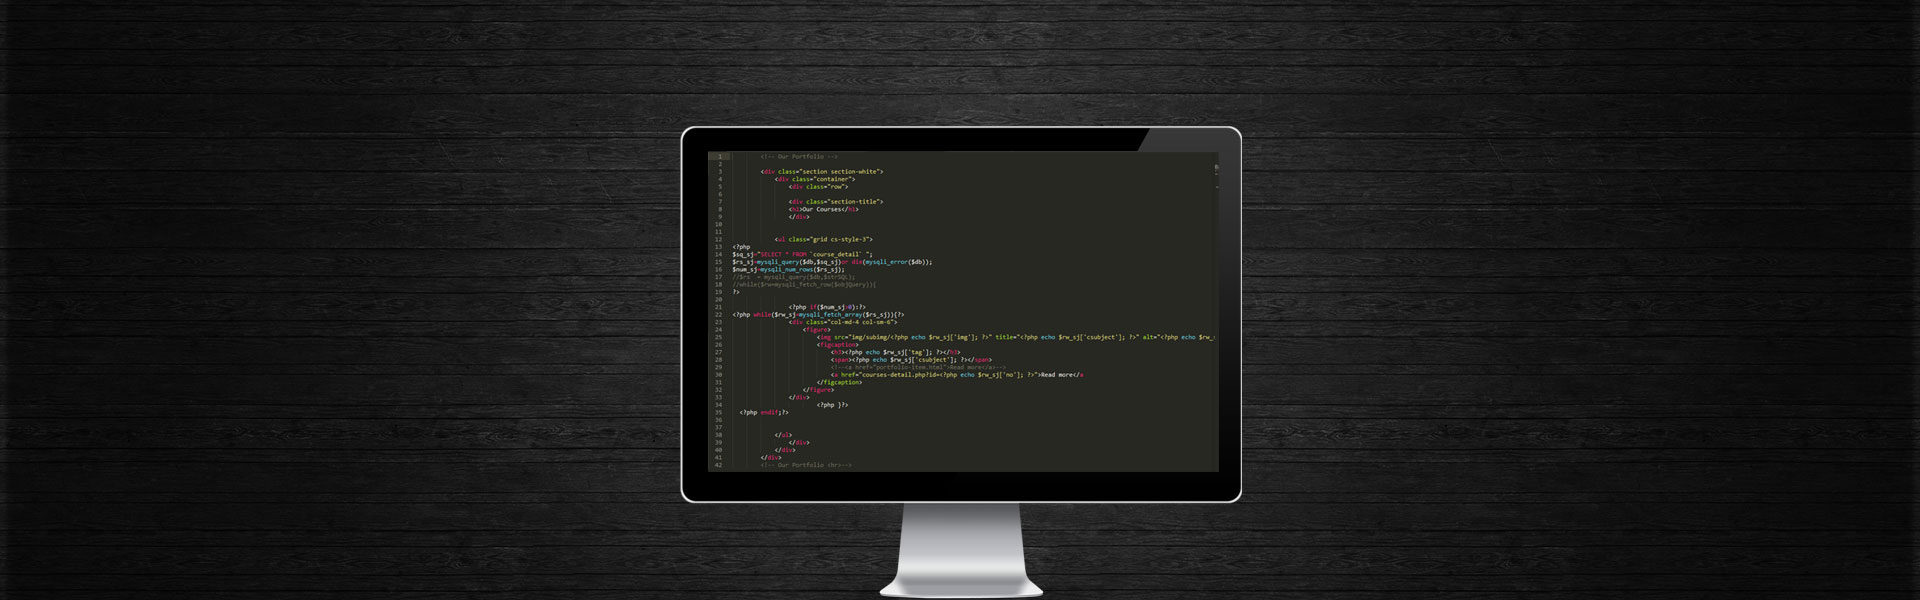 1 <!-- Our Portfolio -->
2
3 <div class="section section-white">
4 <div class="container">
5 <div class="row">
6
7 <div class="section-title">
8 <h1>Our Courses</h1>
9 </div>
10
11
12 <ul class="grid cs-style-3">
13 <?php
14 $sq_sj="SELECT * FROM `course_detail` ";
15 $rs_sj=mysqli_query($db,$sq_sj)or die(mysqli_error($db));
16 $num_sj=mysqli_num_rows($rs_sj);
17 //$rs = mysqli_query($db,$strSQL);
18 //while($rw=mysqli_fetch_row($objQuery)){
19 ?>
20
21 <?php if($num_sj>0):?>
22 <?php while($rw_sj=mysqli_fetch_array($rs_sj)){?>
23 <div class="col-md-4 col-sm-6">
24 <figure>
25 <img src="img/subimg/<?php echo $rw_sj['img']; ?>" title="<?php echo $rw_sj['csubject']; ?>" alt="<?php echo $rw_
26 <figcaption>
27 <h3><?php echo $rw_sj['tag']; ?></h3>
28 <span><?php echo $rw_sj['csubject']; ?></span>
29 <!--<a href="portfolio-item.html">Read more</a>-->
30 <a href="courses-detail.php?id=<?php echo $rw_sj['no']; ?>">Read more</a
31 </figcaption>
32 </figure>
33 </div>
34 <?php }?>
35 <?php endif;?>
36
37
38 </ul>
39 </div>
40 </div>
41 </div>
42 <!-- Our Portfolio <hr>-->